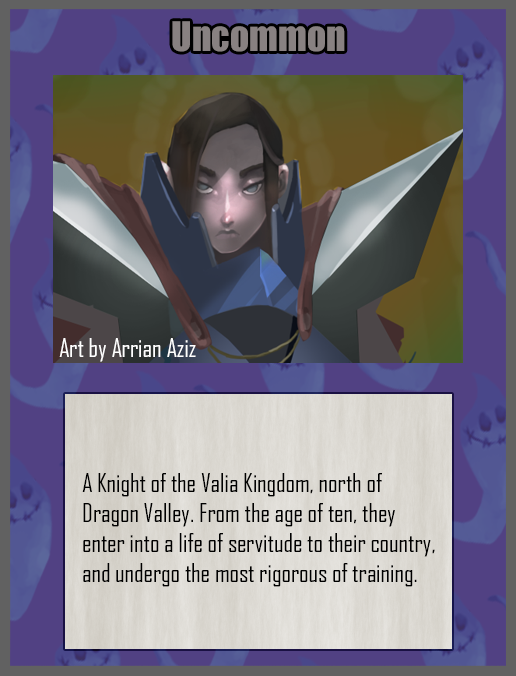 Uncommon
Art by Arrian Aziz
A Knight of the Valia Kingdom, north of
Dragon Valley. From the age of ten, they
enter into a life of servitude to their country,
and undergo the most rigorous of training.